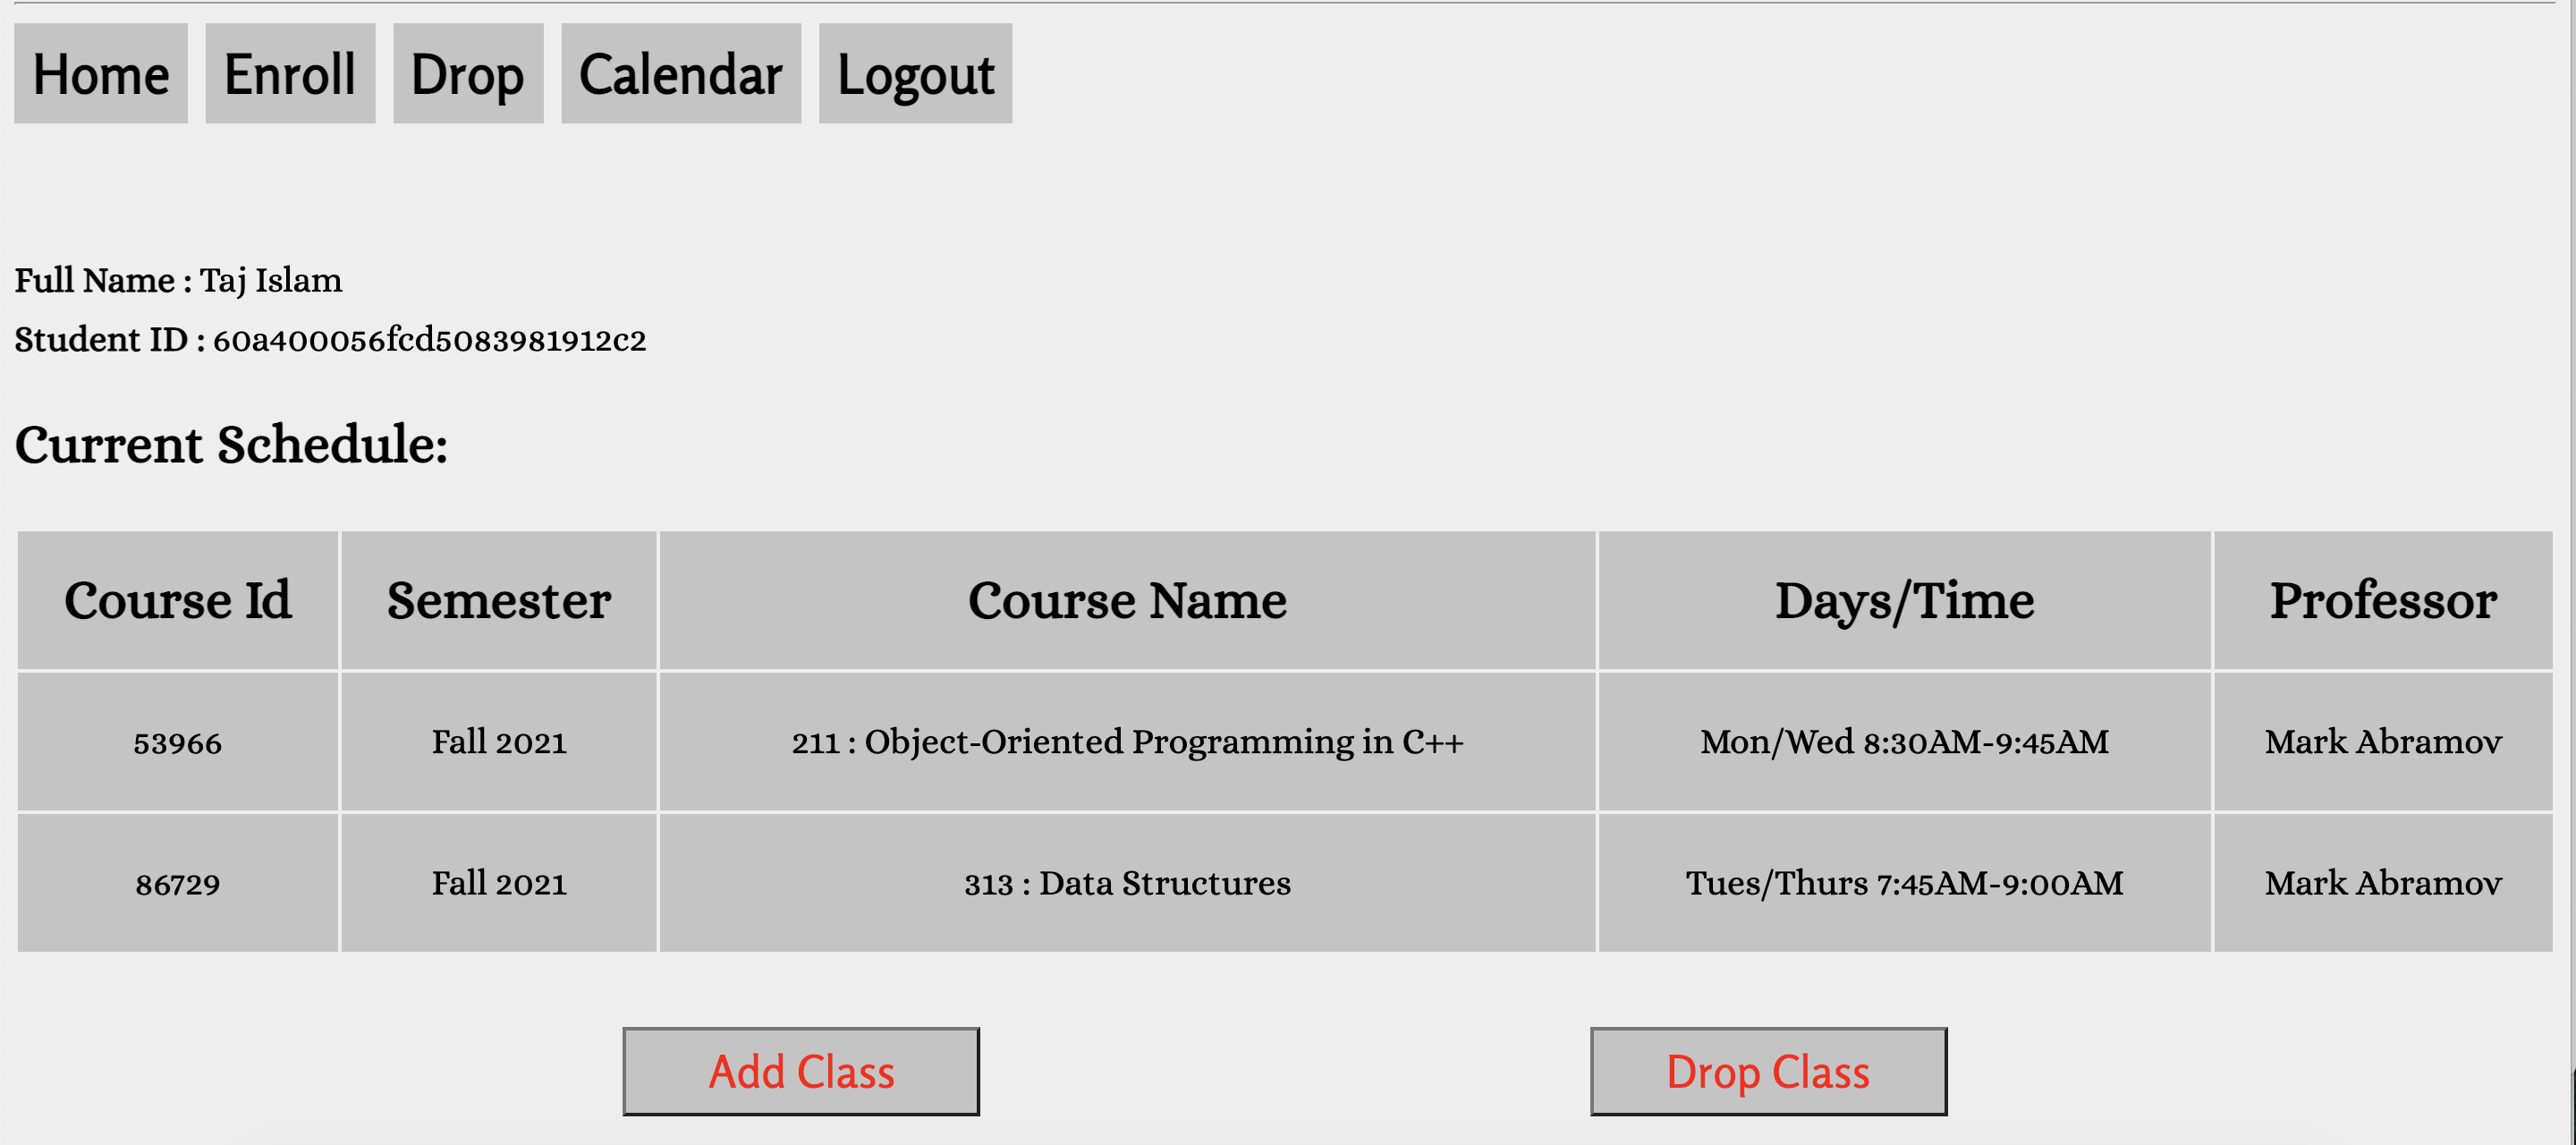 Home Enroll Drop Calendar Logout
Full Name : Taj Islam
Student ID : 60a400056fcd5083981912c2
Current Schedule:
Course Id Semester Course Name Days/Time Professor
53966 Fall 2021 211 : Object-Oriented Programming in C++ Mon/Wed 8:30AM-9:45AM Mark Abramov
86729 Fall 2021 313 : Data Structures Tues/Thurs 7:45AM-9:00AM Mark Abramov
Add Class Drop Class